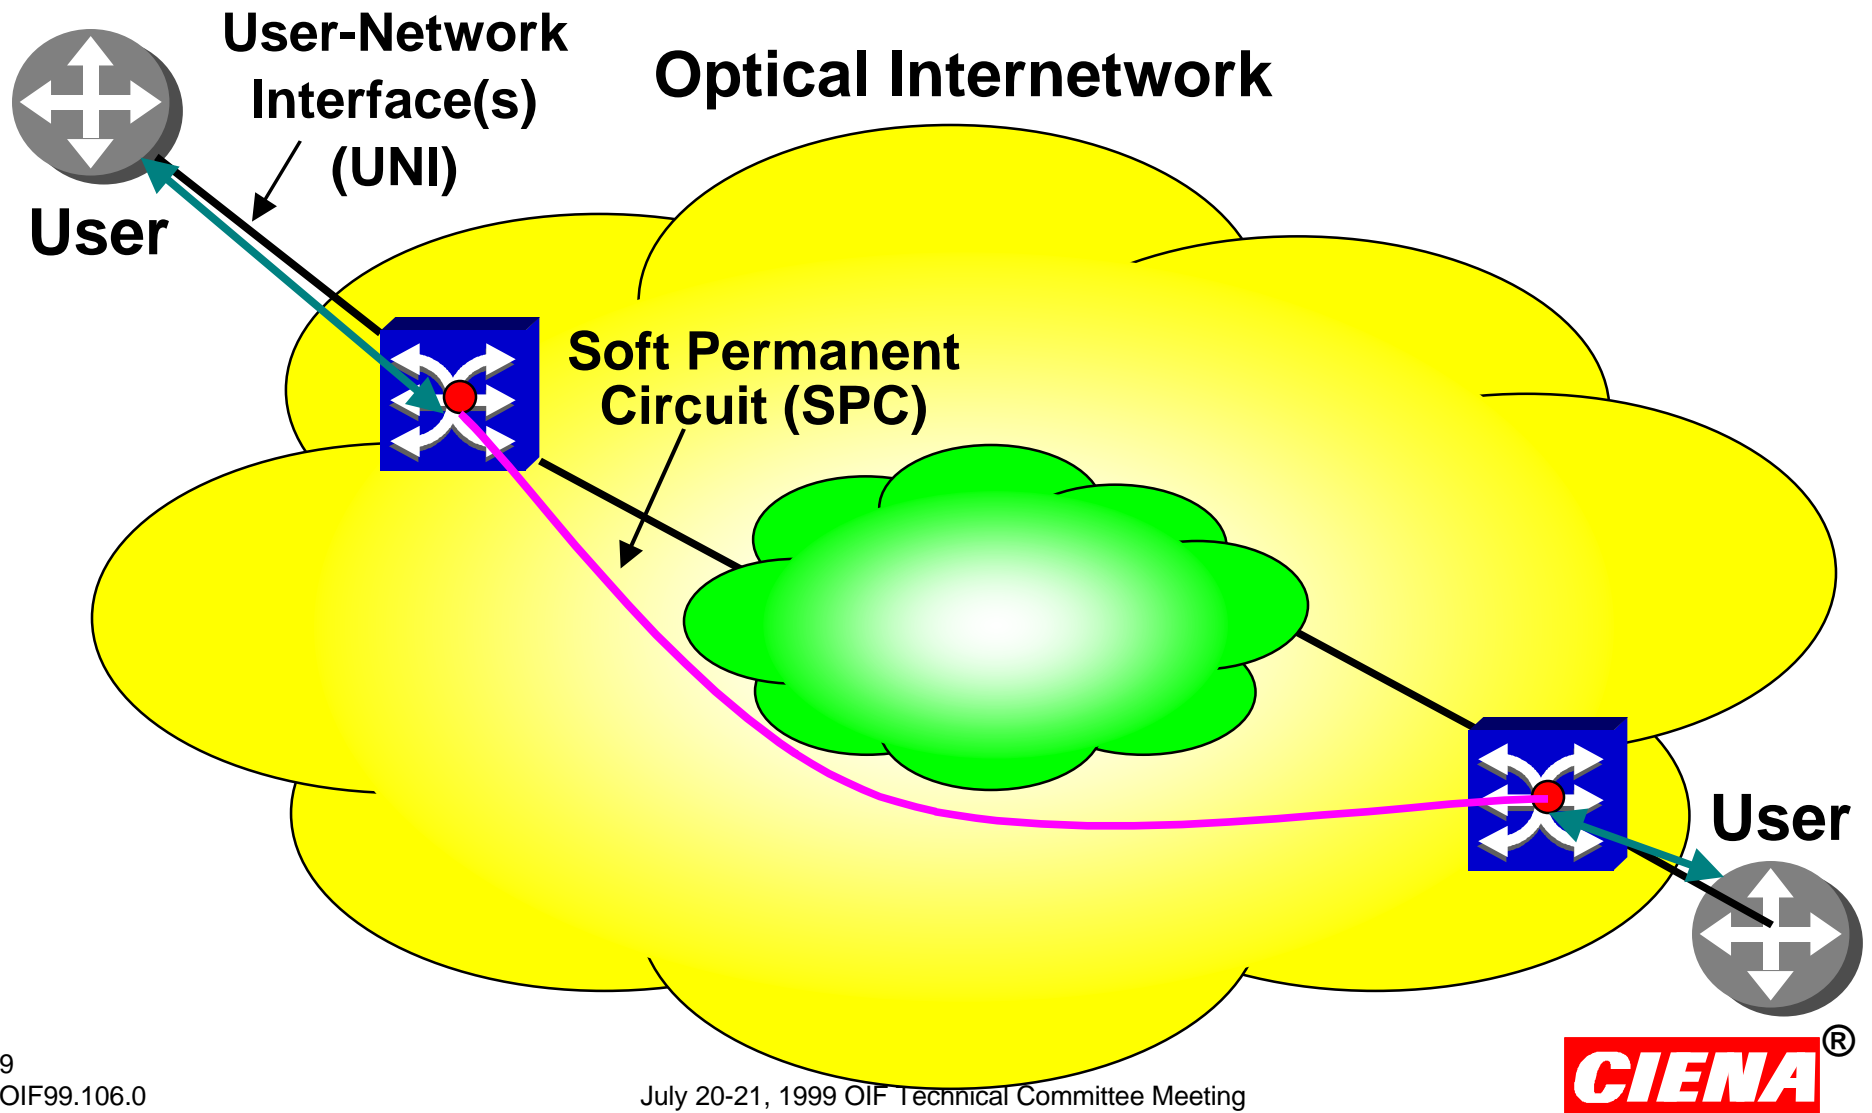 User-Network
Interface(s)
(UNI)
Optical Internetwork
User
Soft Permanent
Circuit (SPC)
User
9
OIF99.106.0
July 20-21, 1999 OIF Technical Committee Meeting
CIENA®